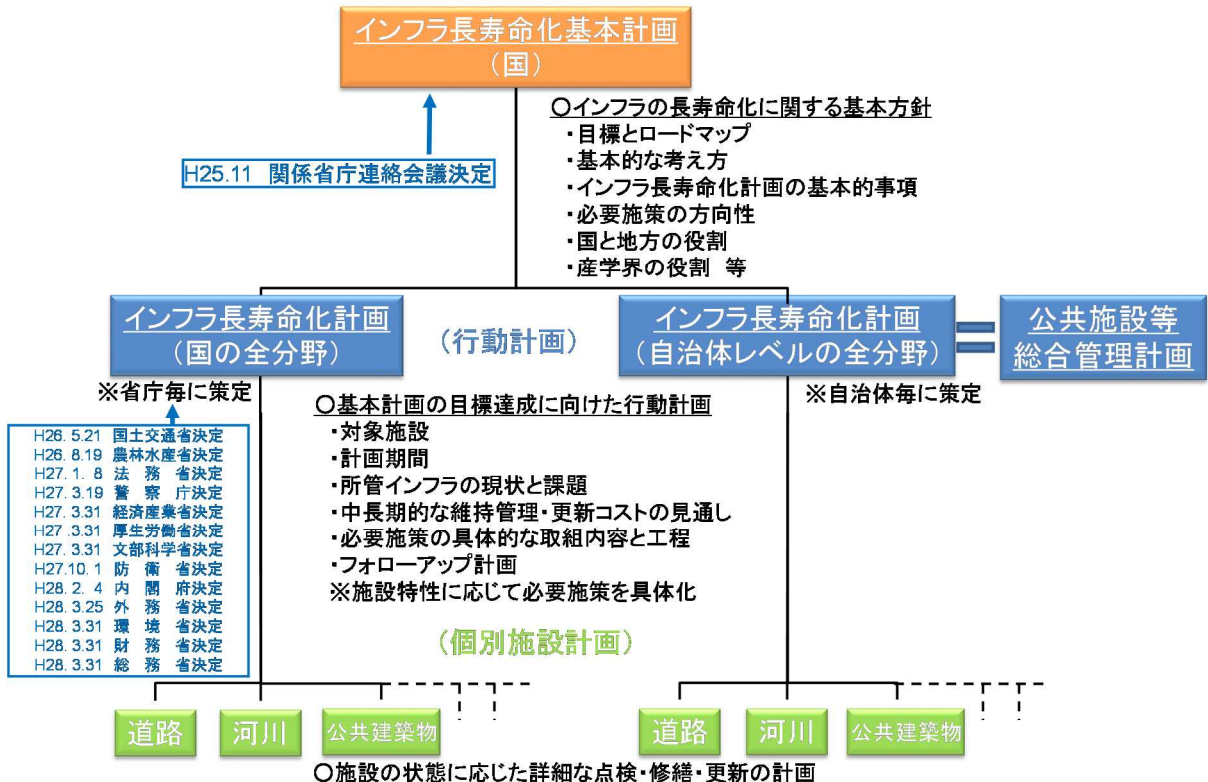 インフラ長寿命化基本計画
(国)
○インフラの長寿命化に関する基本方針
・目標とロードマップ
・基本的な考え方
・インフラ長寿命化計画の基本的事項
・必要施策の方向性
・国と地方の役割
・産学界の役割 等
H25.11 関係省庁連絡会議決定
インフラ長寿命化計画
(国の全分野)
(行動計画)
インフラ長寿命化計画
(自治体レベルの全分野)
公共施設等
総合管理計画
※省庁毎に策定
※自治体毎に策定
H26. 5.21 国土交通省決定
H26. 8.19 農林水産省決定
H27. 1. 8 法 務 省決定
H27. 3.19 警 察 庁決定
H27. 3.31 経済産業省決定
H27 .3.31 厚生労働省決定
H27. 3.31 文部科学省決定
H27.10. 1 防 衛 省決定
H28. 2. 4 内 閣 府決定
H28. 3.25 外 務 省決定
H28. 3.31 環 境 省決定
H28. 3.31 財 務 省決定
H28. 3.31 総 務 省決定
○基本計画の目標達成に向けた行動計画
・対象施設
・計画期間
・所管インフラの現状と課題
・中長期的な維持管理・更新コストの見通し
・必要施策の具体的な取組内容と工程
・フォローアップ計画
※施設特性に応じて必要施策を具体化
(個別施設計画)
道路
河川
公共建築物
道路
河川
公共建築物
○施設の状態に応じた詳細な点検・修繕・更新の計画